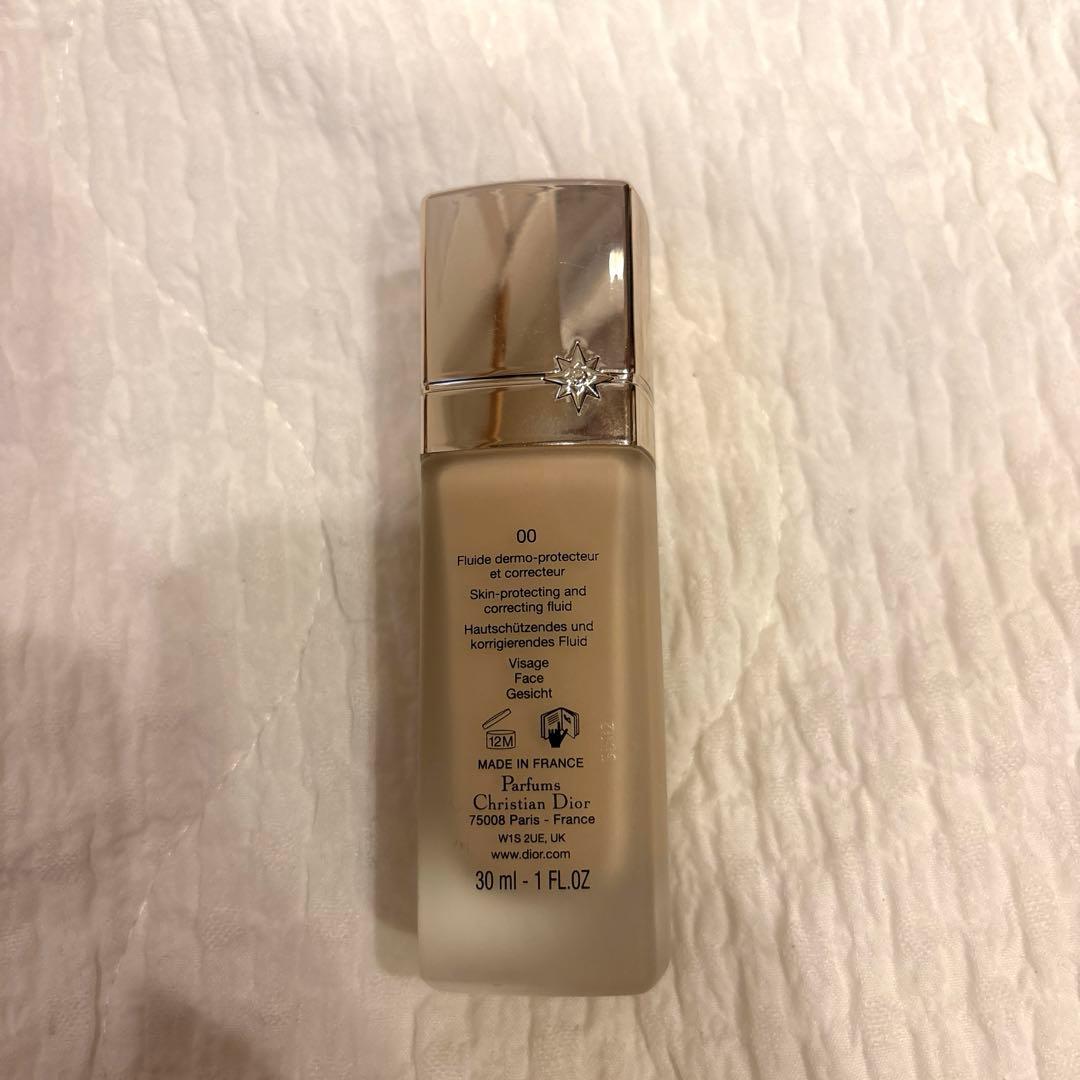 00
Fluide dermo-protecteur
et correcteur
Skin-protecting and
correcting fluid
Hautschützendes und
korrigierendes Fluid
Visage
Face
Gesicht
12M
MADE IN FRANCE
Parfums
Christian Dior
75008 Paris - France
W1S 2UE, UK
www.dior.com
30 ml - 1 FL.OZ